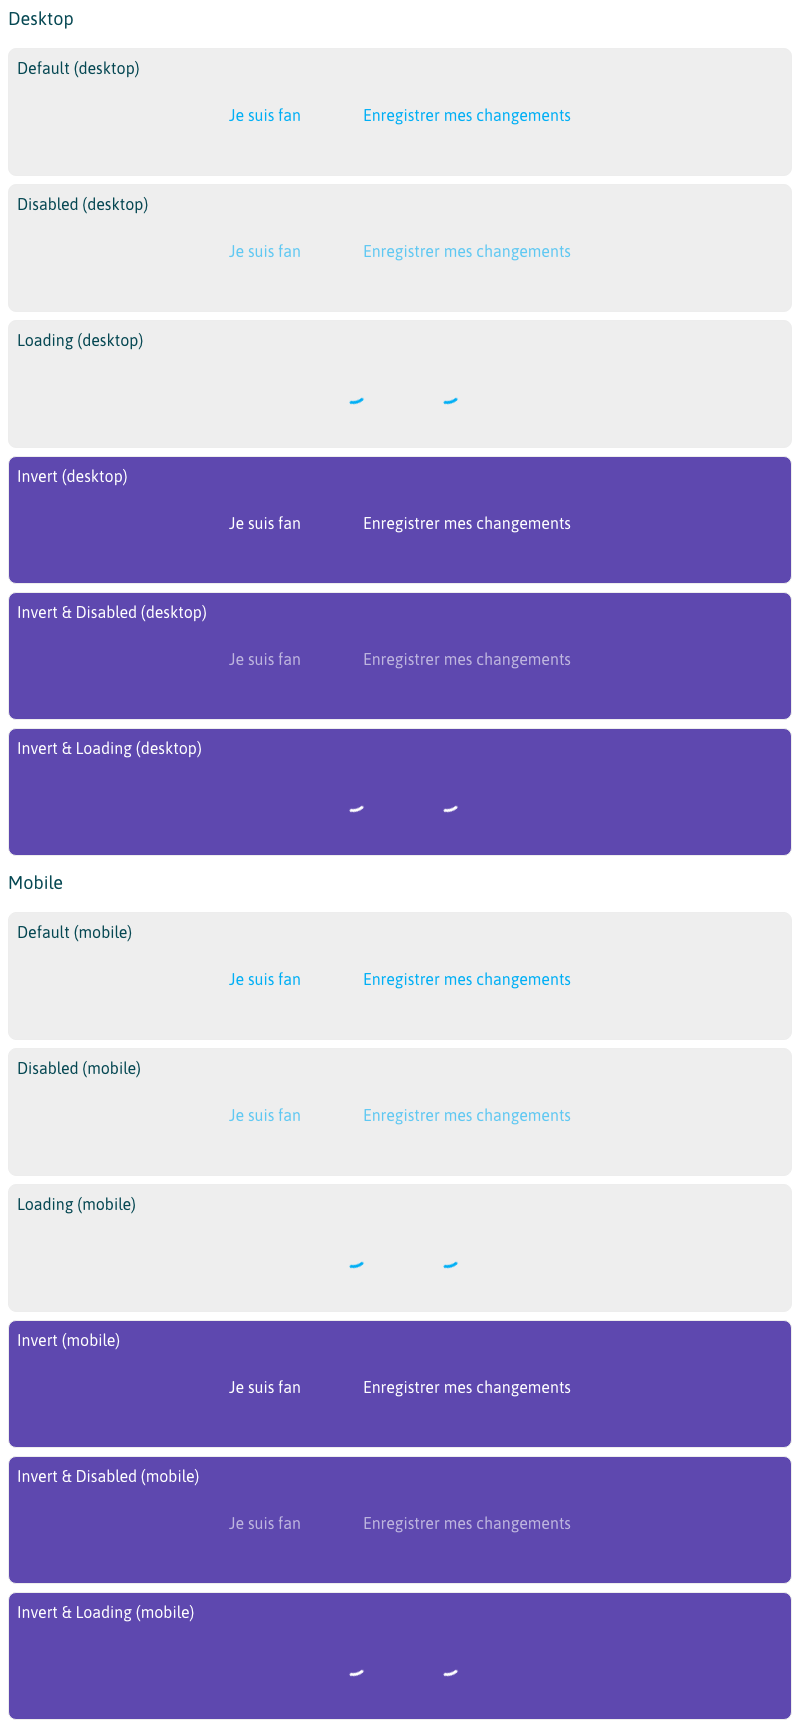 Desktop
Default (desktop)
Je suis fan Enregistrer mes changements
Disabled (desktop)
Je suis fan Enregistrer mes changements
Loading (desktop)
Invert (desktop)
Je suis fan Enregistrer mes changements
Invert & Disabled (desktop)
Je suis fan Enregistrer mes changements
Invert & Loading (desktop)
Mobile
Default (mobile)
Je suis fan Enregistrer mes changements
Disabled (mobile)
Je suis fan Enregistrer mes changements
Loading (mobile)
Invert (mobile)
Je suis fan Enregistrer mes changements
Invert & Disabled (mobile)
Je suis fan Enregistrer mes changements
Invert & Loading (mobile)